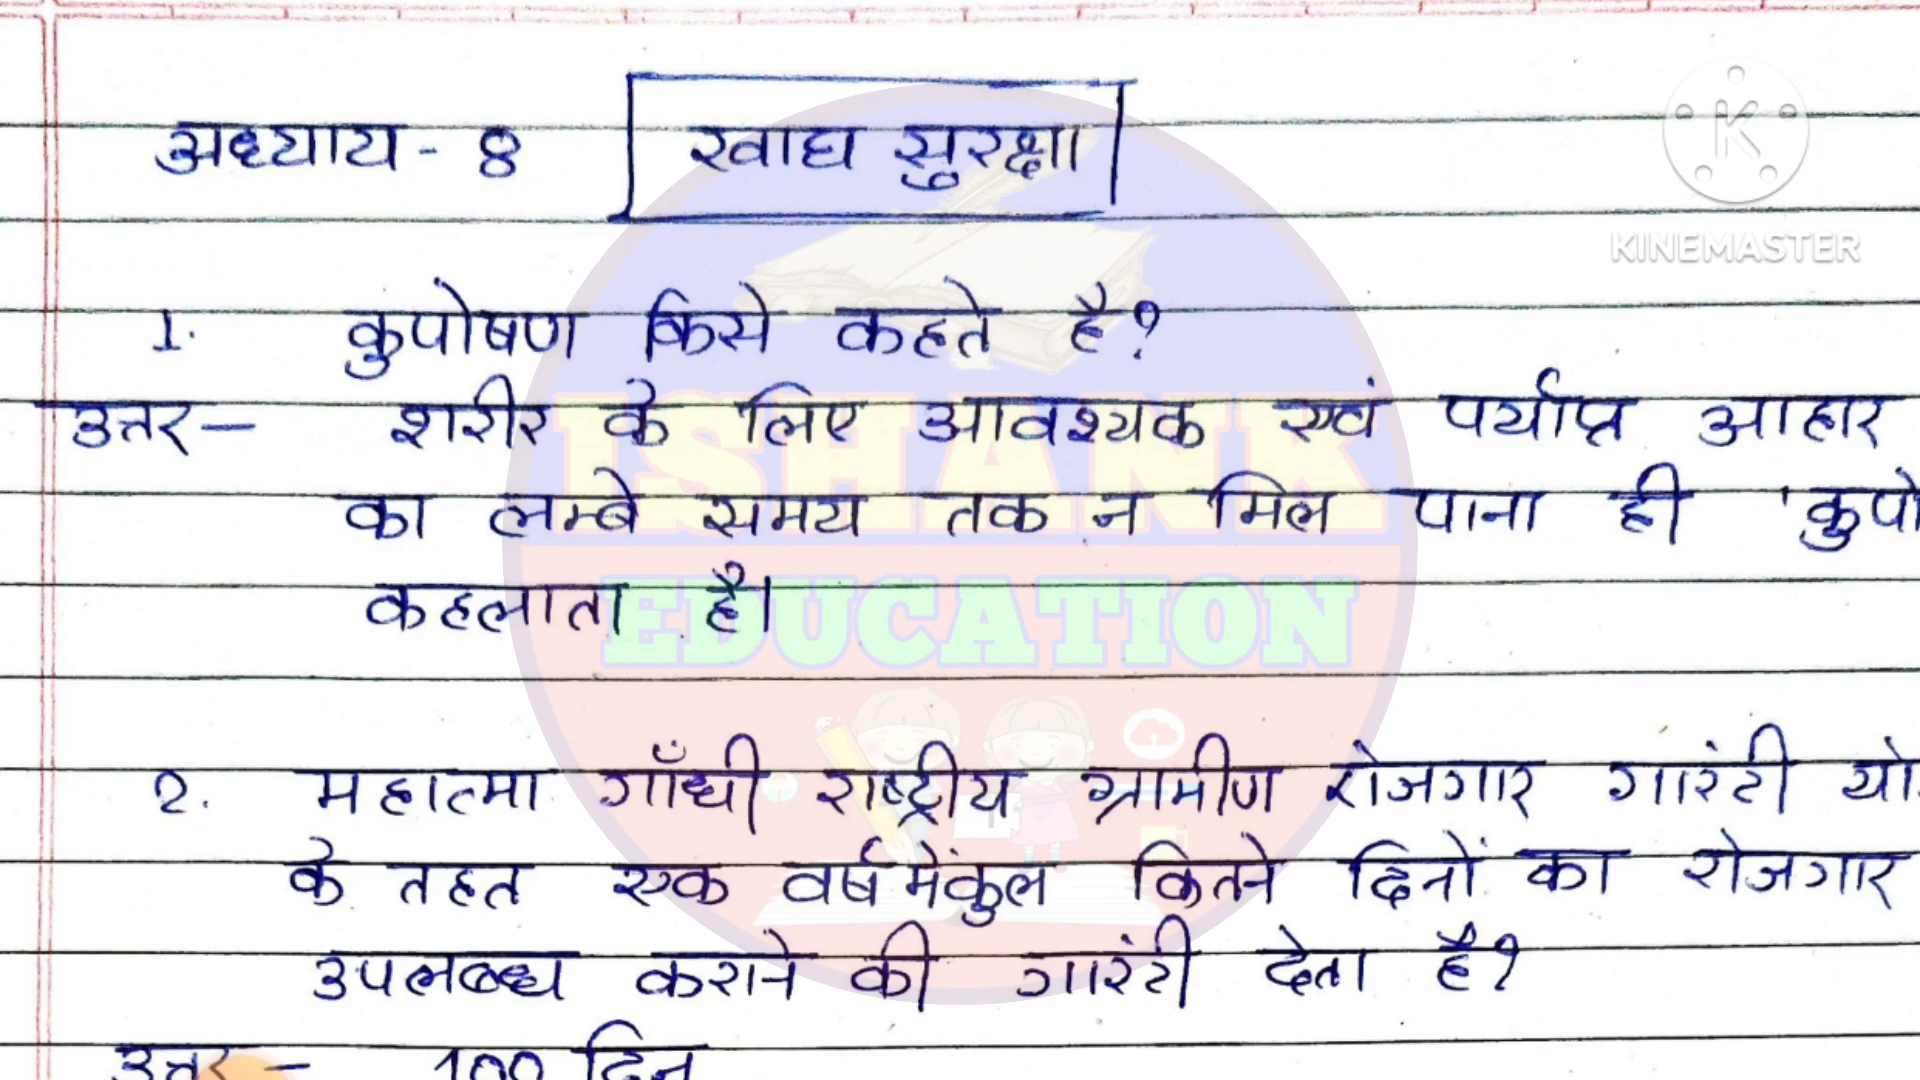 अध्याय - 8 खाद्य सुरक्षा
KINEMASTER
1. कुपोषण किसे कहते है?
उत्तर- शरीर के लिए आवश्यक एवं पर्याप्त आहार
का लम्बे समय तक न मिल पाना ही 'कुपो
कहलाता है।
ISHANK
EDUCATION
2. महात्मा गाँधी राष्ट्रीय ग्रामीण रोजगार गारंटी यो
के तहत एक वर्ष में कुल कितने दिनों का रोजगार
उपलब्ध कराने की गारंटी देता है?
उत्तर - 100 दिन